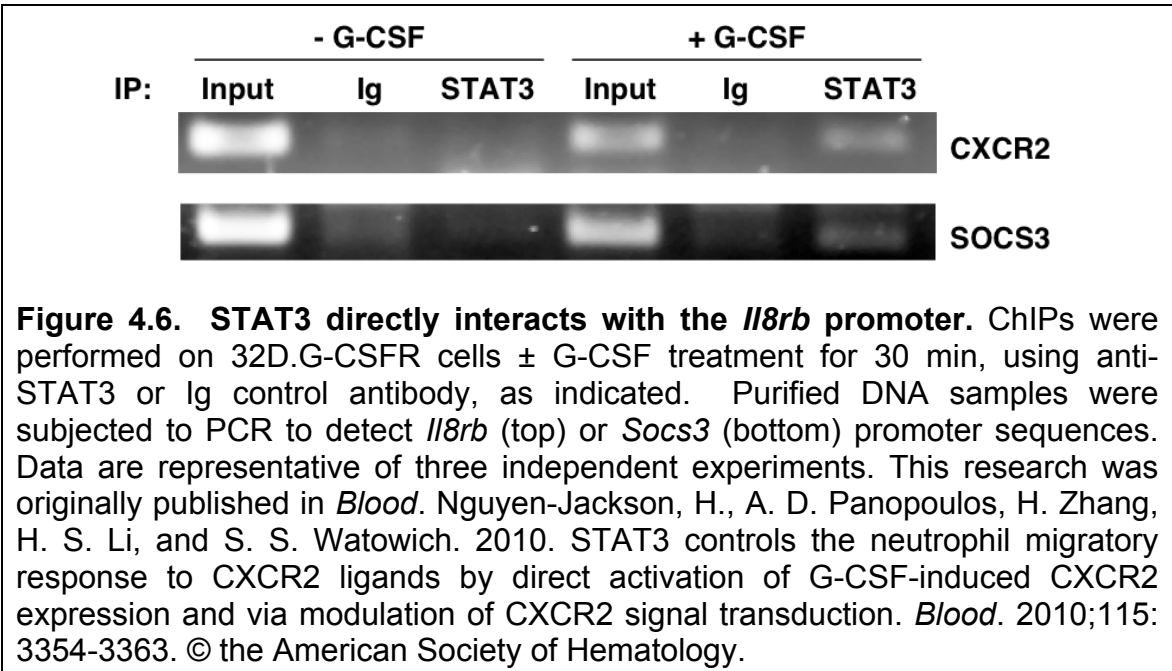 - G-CSF + G-CSF
IP: Input Ig STAT3 Input Ig STAT3
CXCR2
SOCS3
Figure 4.6. STAT3 directly interacts with the Il8rb promoter. ChIPs were
performed on 32D.G-CSFR cells ± G-CSF treatment for 30 min, using anti-
STAT3 or Ig control antibody, as indicated. Purified DNA samples were
subjected to PCR to detect Il8rb (top) or Socs3 (bottom) promoter sequences.
Data are representative of three independent experiments. This research was
originally published in Blood. Nguyen-Jackson, H., A. D. Panopoulos, H. Zhang,
H. S. Li, and S. S. Watowich. 2010. STAT3 controls the neutrophil migratory
response to CXCR2 ligands by direct activation of G-CSF-induced CXCR2
expression and via modulation of CXCR2 signal transduction. Blood. 2010;115:
3354-3363. © the American Society of Hematology.